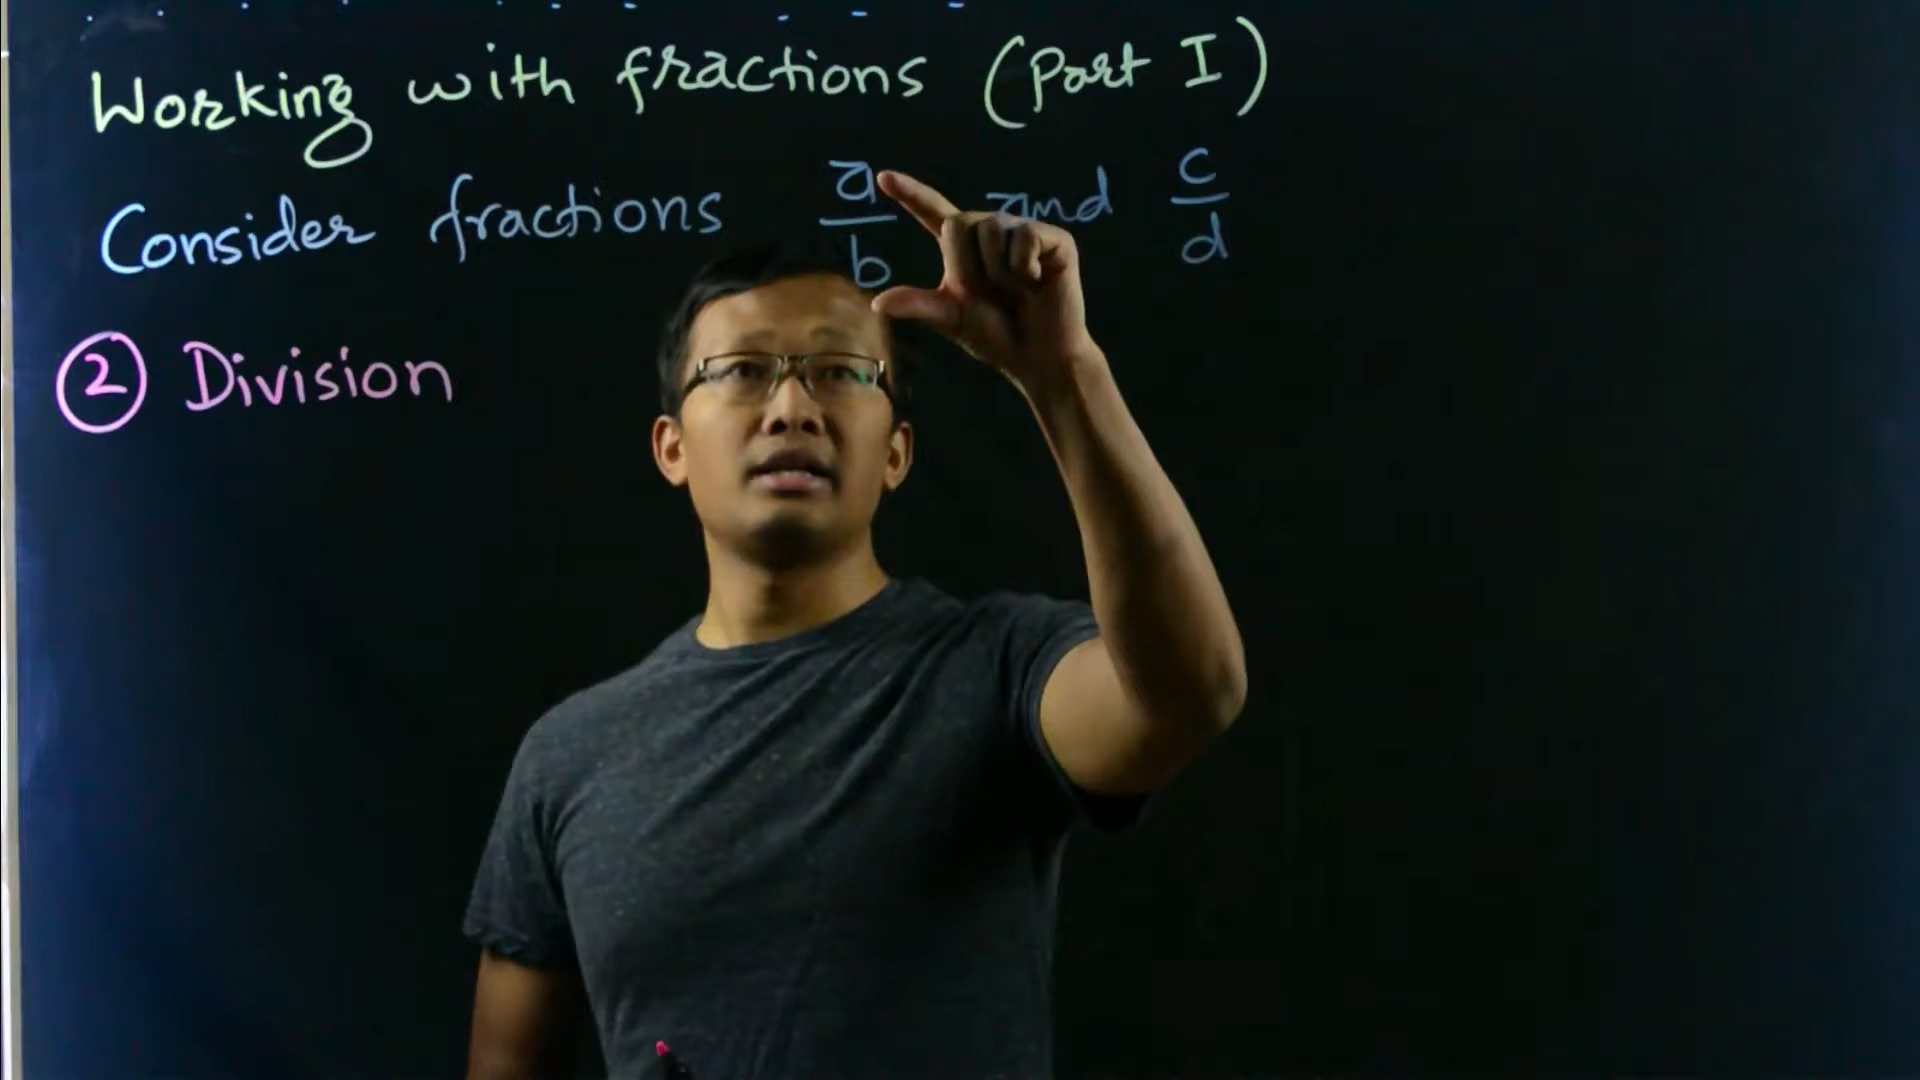 Working with fractions (Part I)
Consider fractions a/b and c/d
② Division